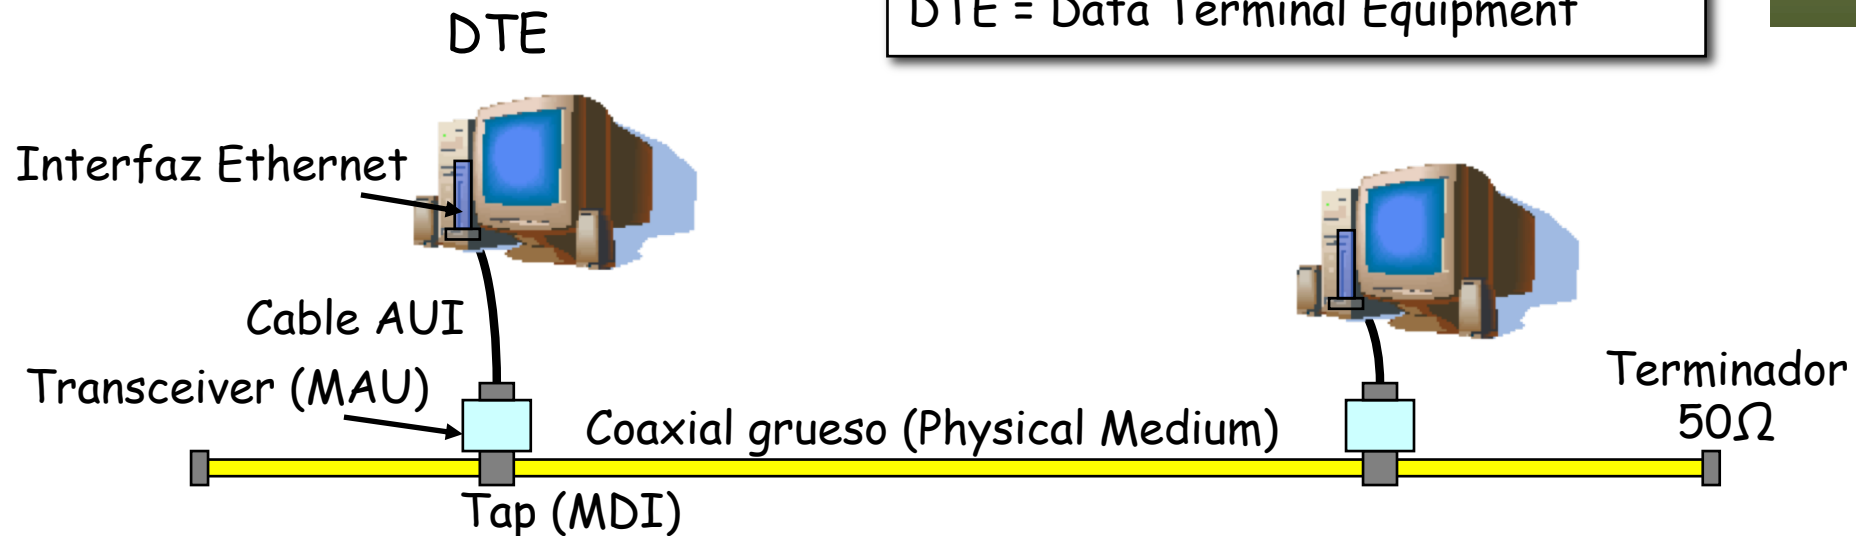 DTE = Data Terminal Equipment
DTE
Interfaz Ethernet
Cable AUI
Transceiver (MAU)
Coaxial grueso (Physical Medium)
Terminador
50Ω
Tap (MDI)